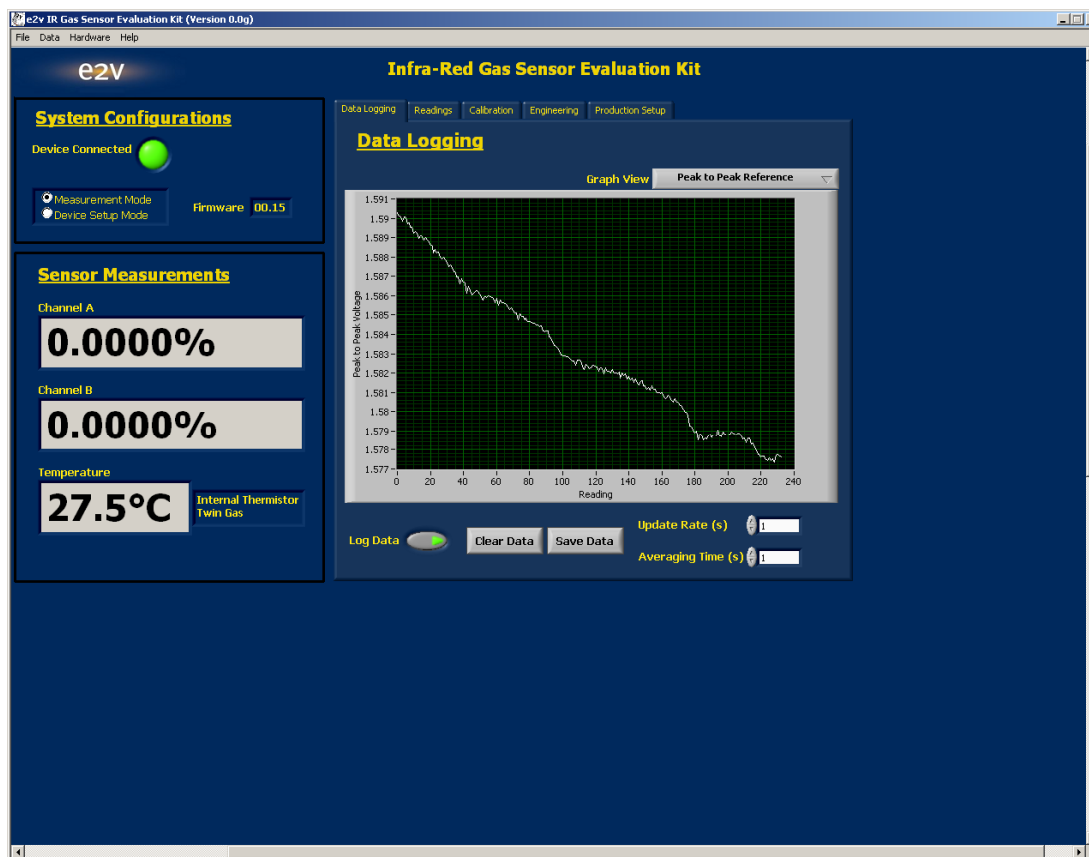 e2v IR Gas Sensor Evaluation Kit (Version 0.0g)
File Data Hardware Help
e2v
Infra-Red Gas Sensor Evaluation Kit
System Configurations
Device Connected
Measurement Mode
Device Setup Mode
Firmware 00.15
Sensor Measurements
Channel A
0.0000%
Channel B
0.0000%
Temperature
27.5°C
Internal Thermistor
Twin Gas
Data Logging Readings Calibration Engineering Production Setup
Data Logging
Graph View Peak to Peak Reference
Peak to Peak Voltage
1.591
1.59
1.589
1.588
1.587
1.586
1.585
1.584
1.583
1.582
1.581
1.58
1.579
1.578
1.577
0 20 40 60 80 100 120 140 160 180 200 220 240
Reading
Log Data Clear Data Save Data
Update Rate (s) 1
Averaging Time (s) 1